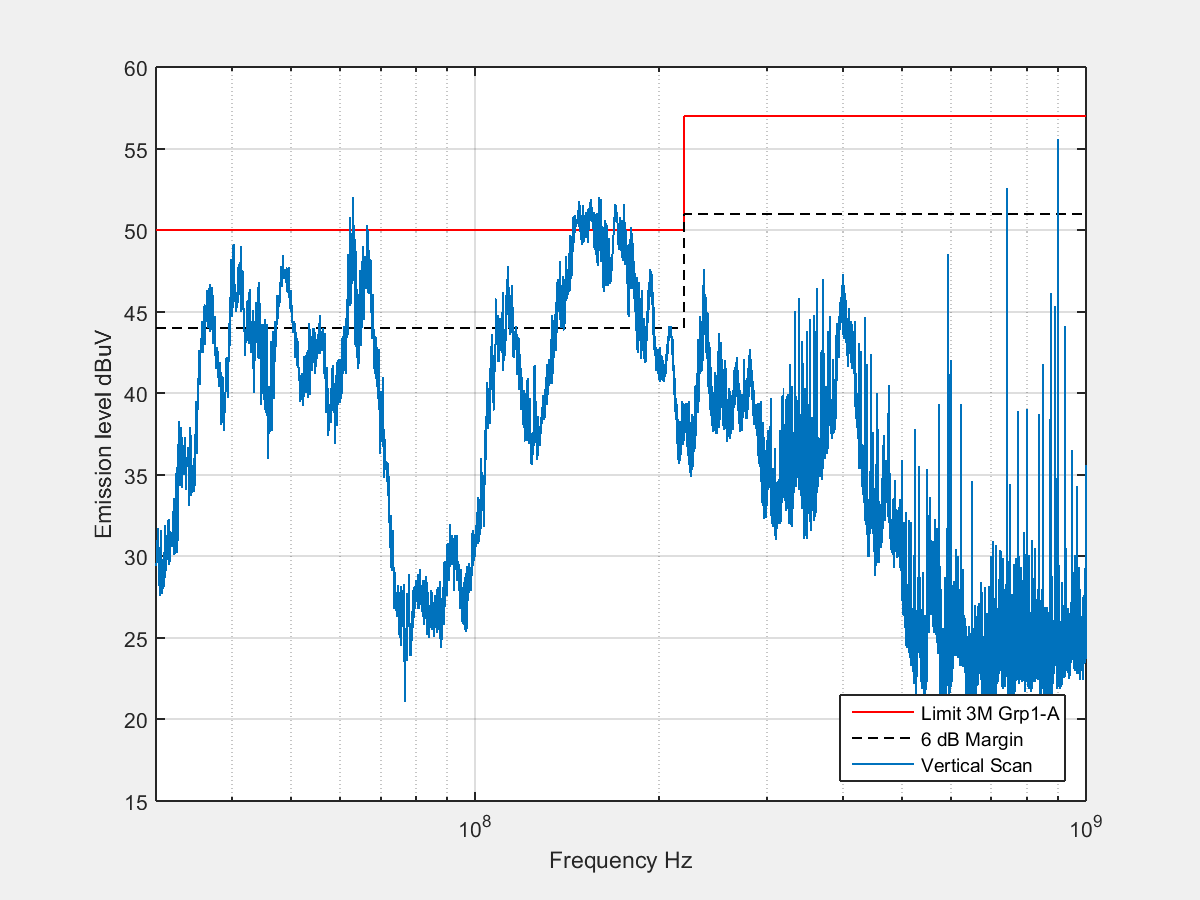 60
55
50
45
40
35
30
25
20
15
Emission level dBuV
Limit 3M Grp1-A
6 dB Margin
Vertical Scan
10^8
10^9
Frequency Hz